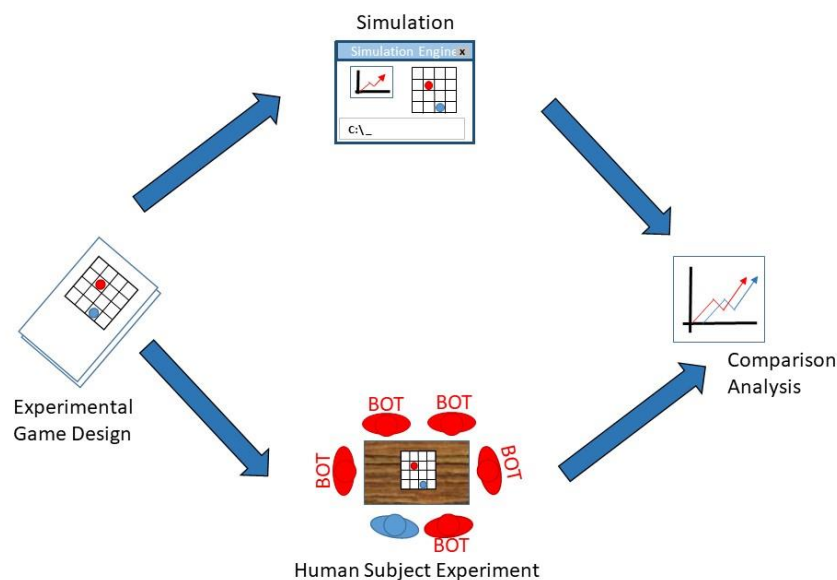 Simulation
Simulation Engine x
C:\_
Experimental
Game Design
Comparison
Analysis
BOT
BOT
BOT
BOT
BOT
Human Subject Experiment